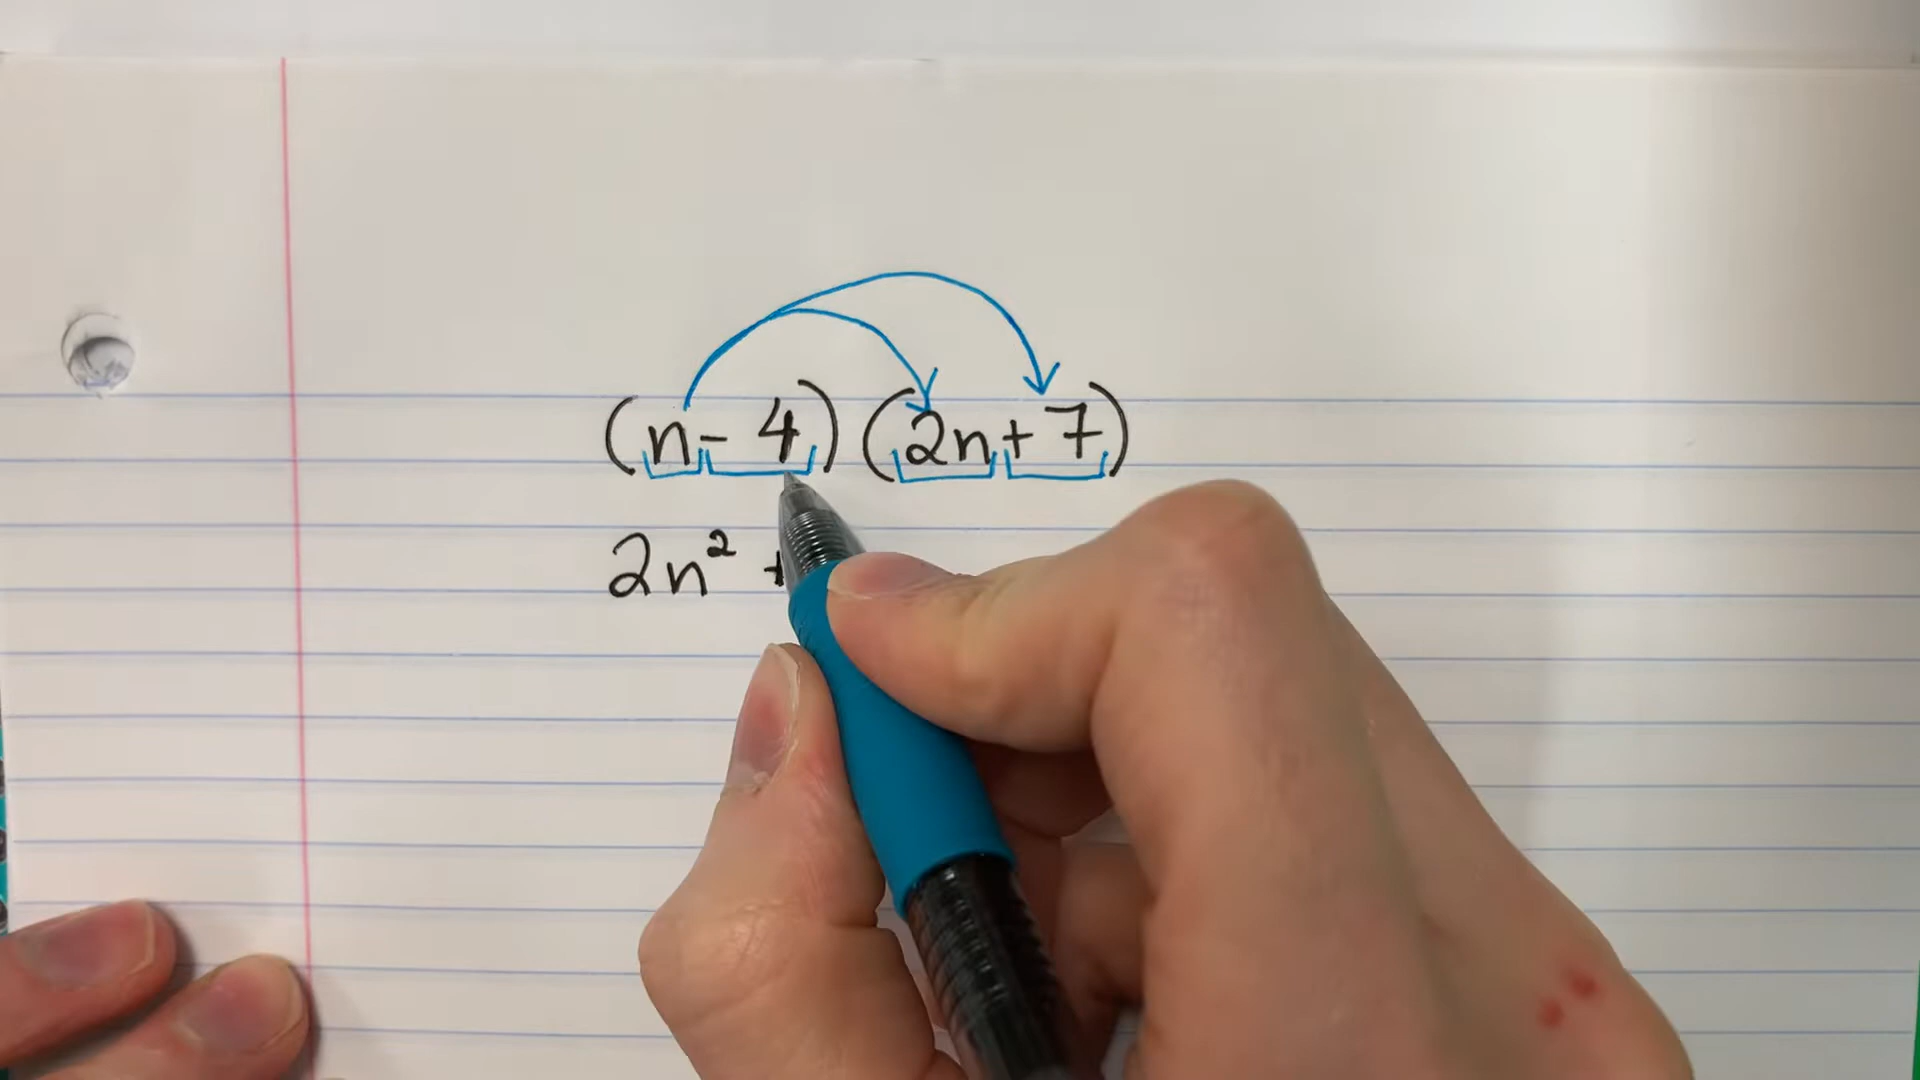 (n - 4) (2n + 7)
2n² +